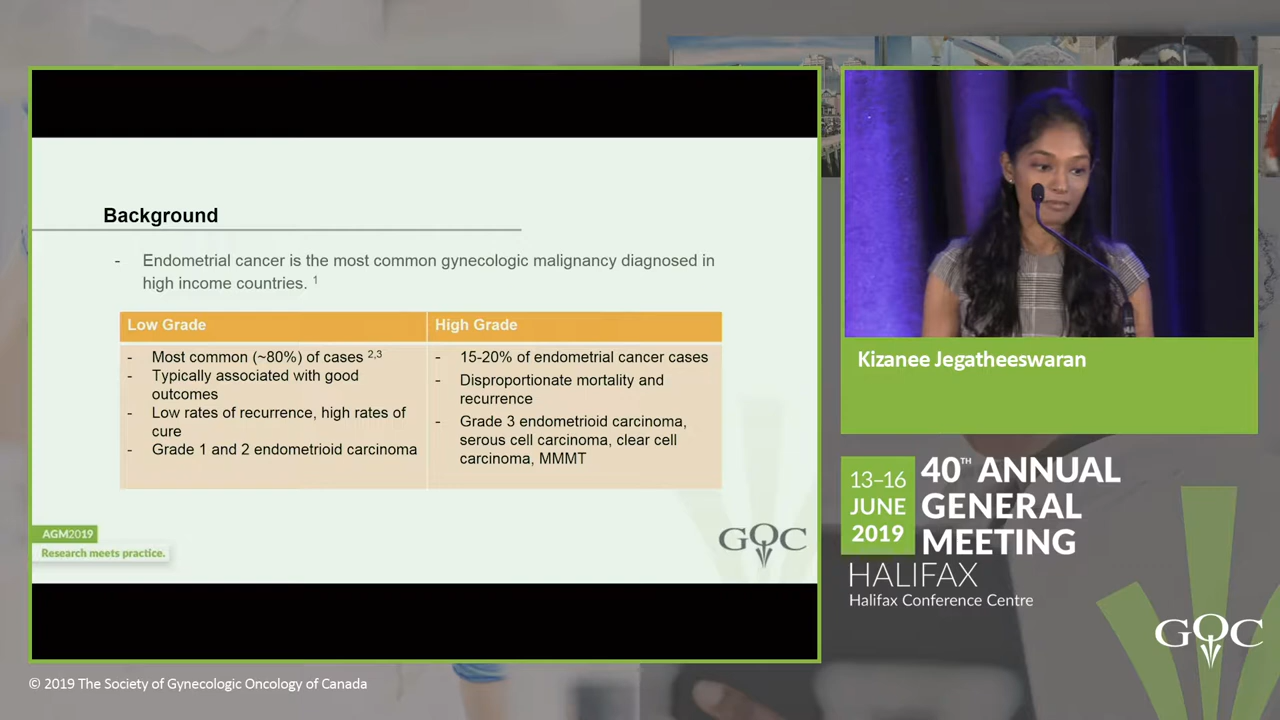 Background
- Endometrial cancer is the most common gynecologic malignancy diagnosed in
high income countries. 1
Low Grade
- Most common (~80%) of cases 2,3
- Typically associated with good
outcomes
- Low rates of recurrence, high rates of
cure
- Grade 1 and 2 endometrioid carcinoma
High Grade
- 15-20% of endometrial cancer cases
- Disproportionate mortality and
recurrence
- Grade 3 endometrioid carcinoma,
serous cell carcinoma, clear cell
carcinoma, MMMT
AGM2019
Research meets practice.
GOC
Kizanee Jegatheeswaran
13–16
JUNE
2019
40TH ANNUAL
GENERAL
MEETING
HALIFAX
Halifax Conference Centre
GOC
© 2019 The Society of Gynecologic Oncology of Canada